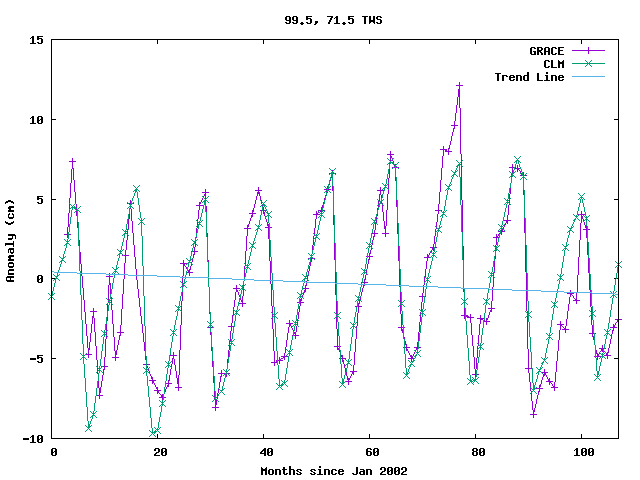 99.5, 71.5 TWS
GRACE
CLM
Trend Line
Anomaly (cm)
15
10
5
0
-5
-10
0 20 40 60 80 100
Months since Jan 2002